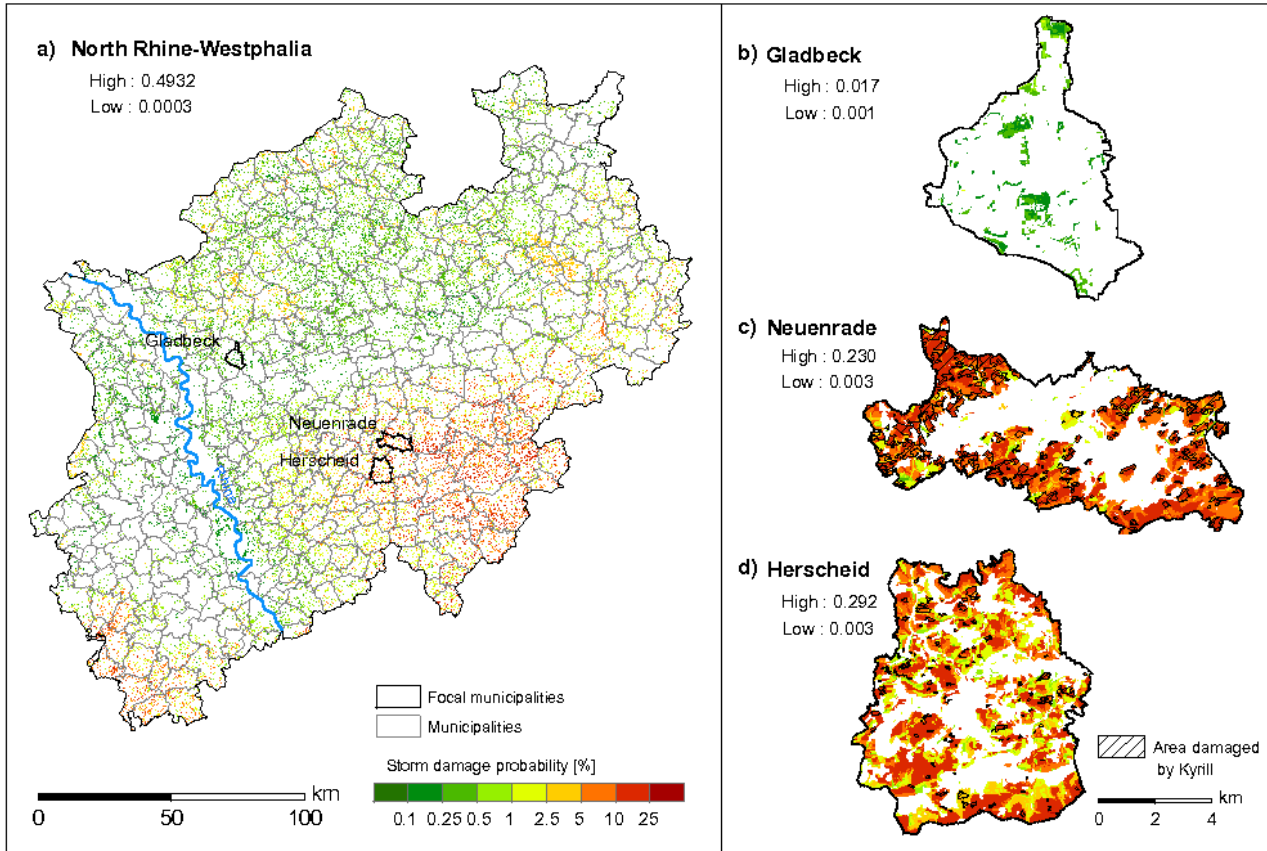 a) North Rhine-Westphalia
High : 0.4932
Low : 0.0003
Gladbeck
Neuenrade
Herscheid
Rhine
Focal municipalities
Municipalities
Storm damage probability [%]
0.1 0.25 0.5 1 2.5 5 10 25
km
0 50 100
b) Gladbeck
High : 0.017
Low : 0.001
c) Neuenrade
High : 0.230
Low : 0.003
d) Herscheid
High : 0.292
Low : 0.003
Area damaged
by Kyrill
km
0 2 4